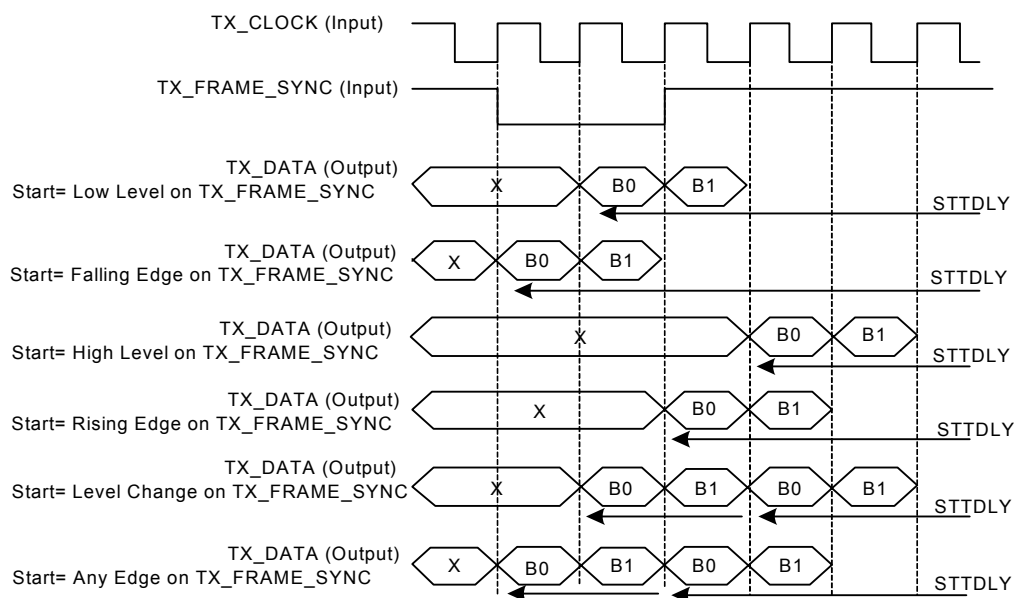 TX_CLOCK (Input)
TX_FRAME_SYNC (Input)
TX_DATA (Output)
Start= Low Level on TX_FRAME_SYNC
X B0 B1
STTDLY
TX_DATA (Output)
Start= Falling Edge on TX_FRAME_SYNC
X B0 B1
STTDLY
TX_DATA (Output)
Start= High Level on TX_FRAME_SYNC
X B0 B1
STTDLY
TX_DATA (Output)
Start= Rising Edge on TX_FRAME_SYNC
X B0 B1
STTDLY
TX_DATA (Output)
Start= Level Change on TX_FRAME_SYNC
X B0 B1 B0 B1
STTDLY
TX_DATA (Output)
Start= Any Edge on TX_FRAME_SYNC
X B0 B1 B0 B1
STTDLY